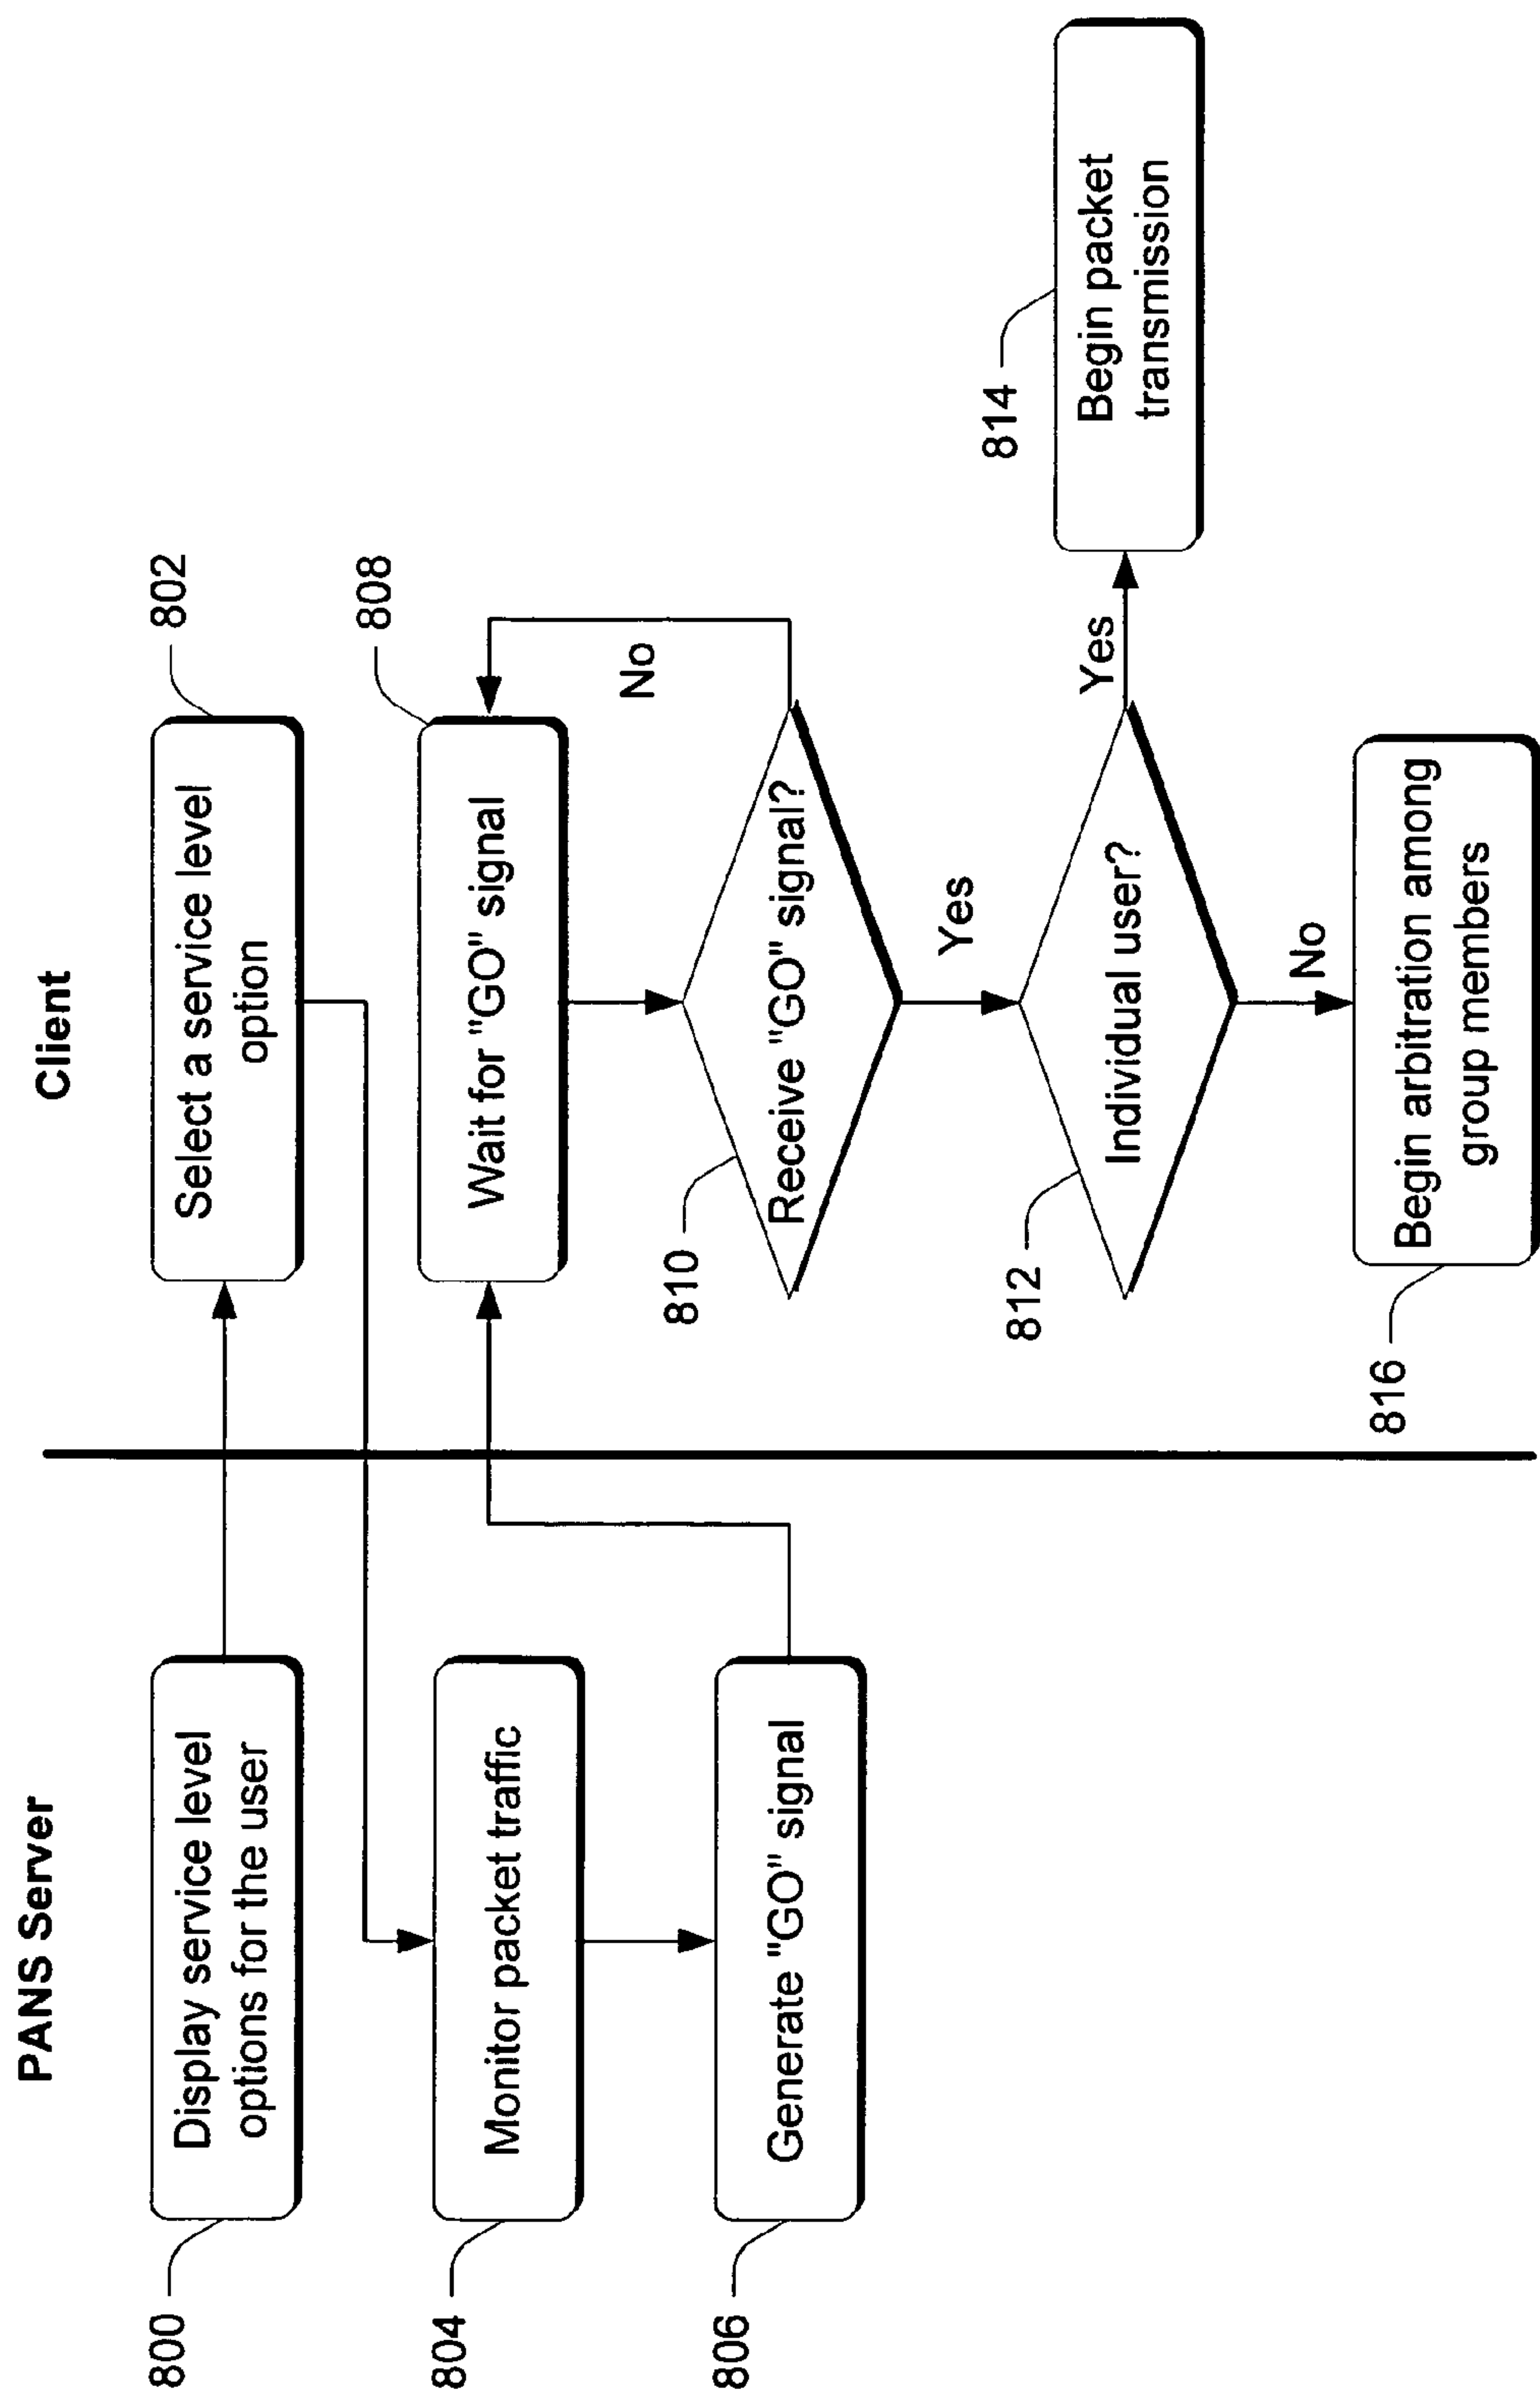 PANS Server
Client
800
Display service level
options for the user
802
Select a service level
option
804
Monitor packet traffic
806
Generate "GO" signal
808
Wait for "GO" signal
810
Receive "GO" signal?
No
Yes
812
Individual user?
Yes
814
Begin packet
transmission
No
816
Begin arbitration among
group members